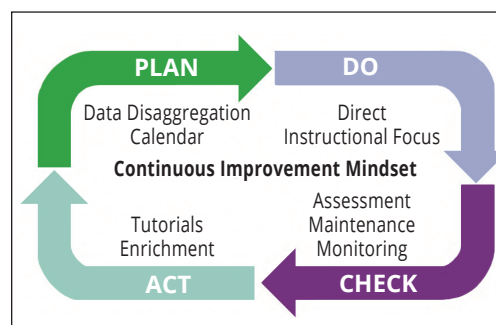 PLAN
DO
Data Disaggregation
Calendar
Direct
Instructional Focus
Continuous Improvement Mindset
Tutorials
Enrichment
Assessment
Maintenance
Monitoring
ACT
CHECK